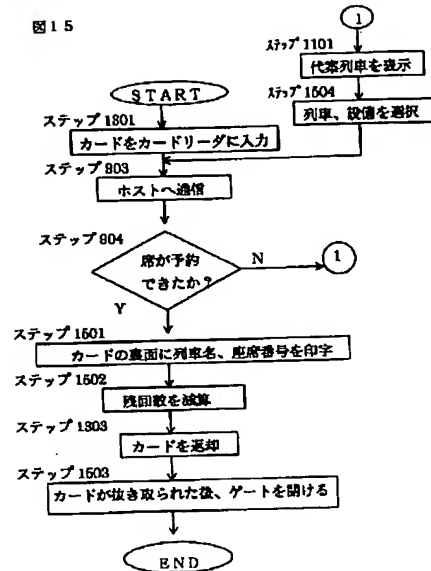 図15
1
ステップ1101
代案列車を表示
ステップ1504
列車、設備を選択
START
ステップ1301
カードをカードリーダに入力
ステップ903
ホストへ通信
ステップ904
席が予約
できたか?
N
1
Y
ステップ1501
カードの裏面に列車名、座席番号を印字
ステップ1502
残回数を減算
ステップ1303
カードを返却
ステップ1503
カードが抜き取られた後、ゲートを開ける
END